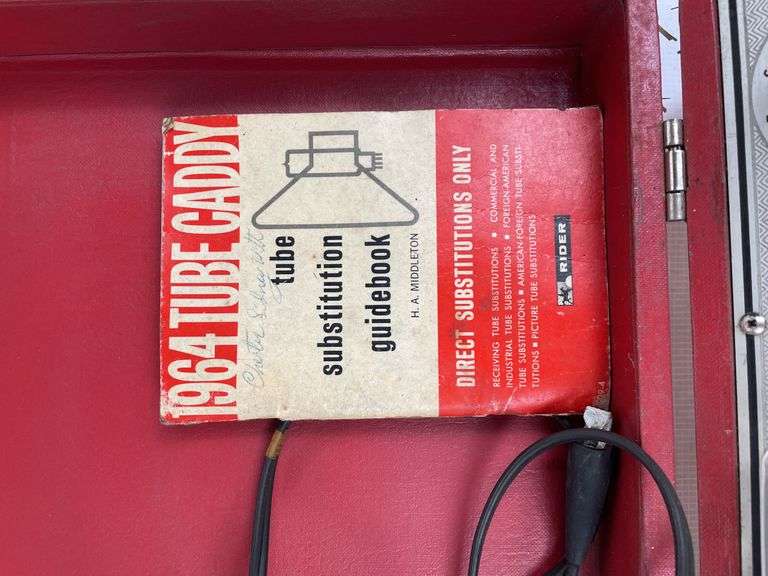 1964 TUBE CADDY
tube
substitution
guidebook
H. A. MIDDLETON
DIRECT SUBSTITUTIONS ONLY
RECEIVING TUBE SUBSTITUTIONS ■ COMMERCIAL AND
INDUSTRIAL TUBE SUBSTITUTIONS ■ FOREIGN-AMERICAN
TUBE SUBSTITUTIONS ■ AMERICAN-FOREIGN TUBE SUBSTI-
TUTIONS ■ PICTURE TUBE SUBSTITUTIONS
RIDER